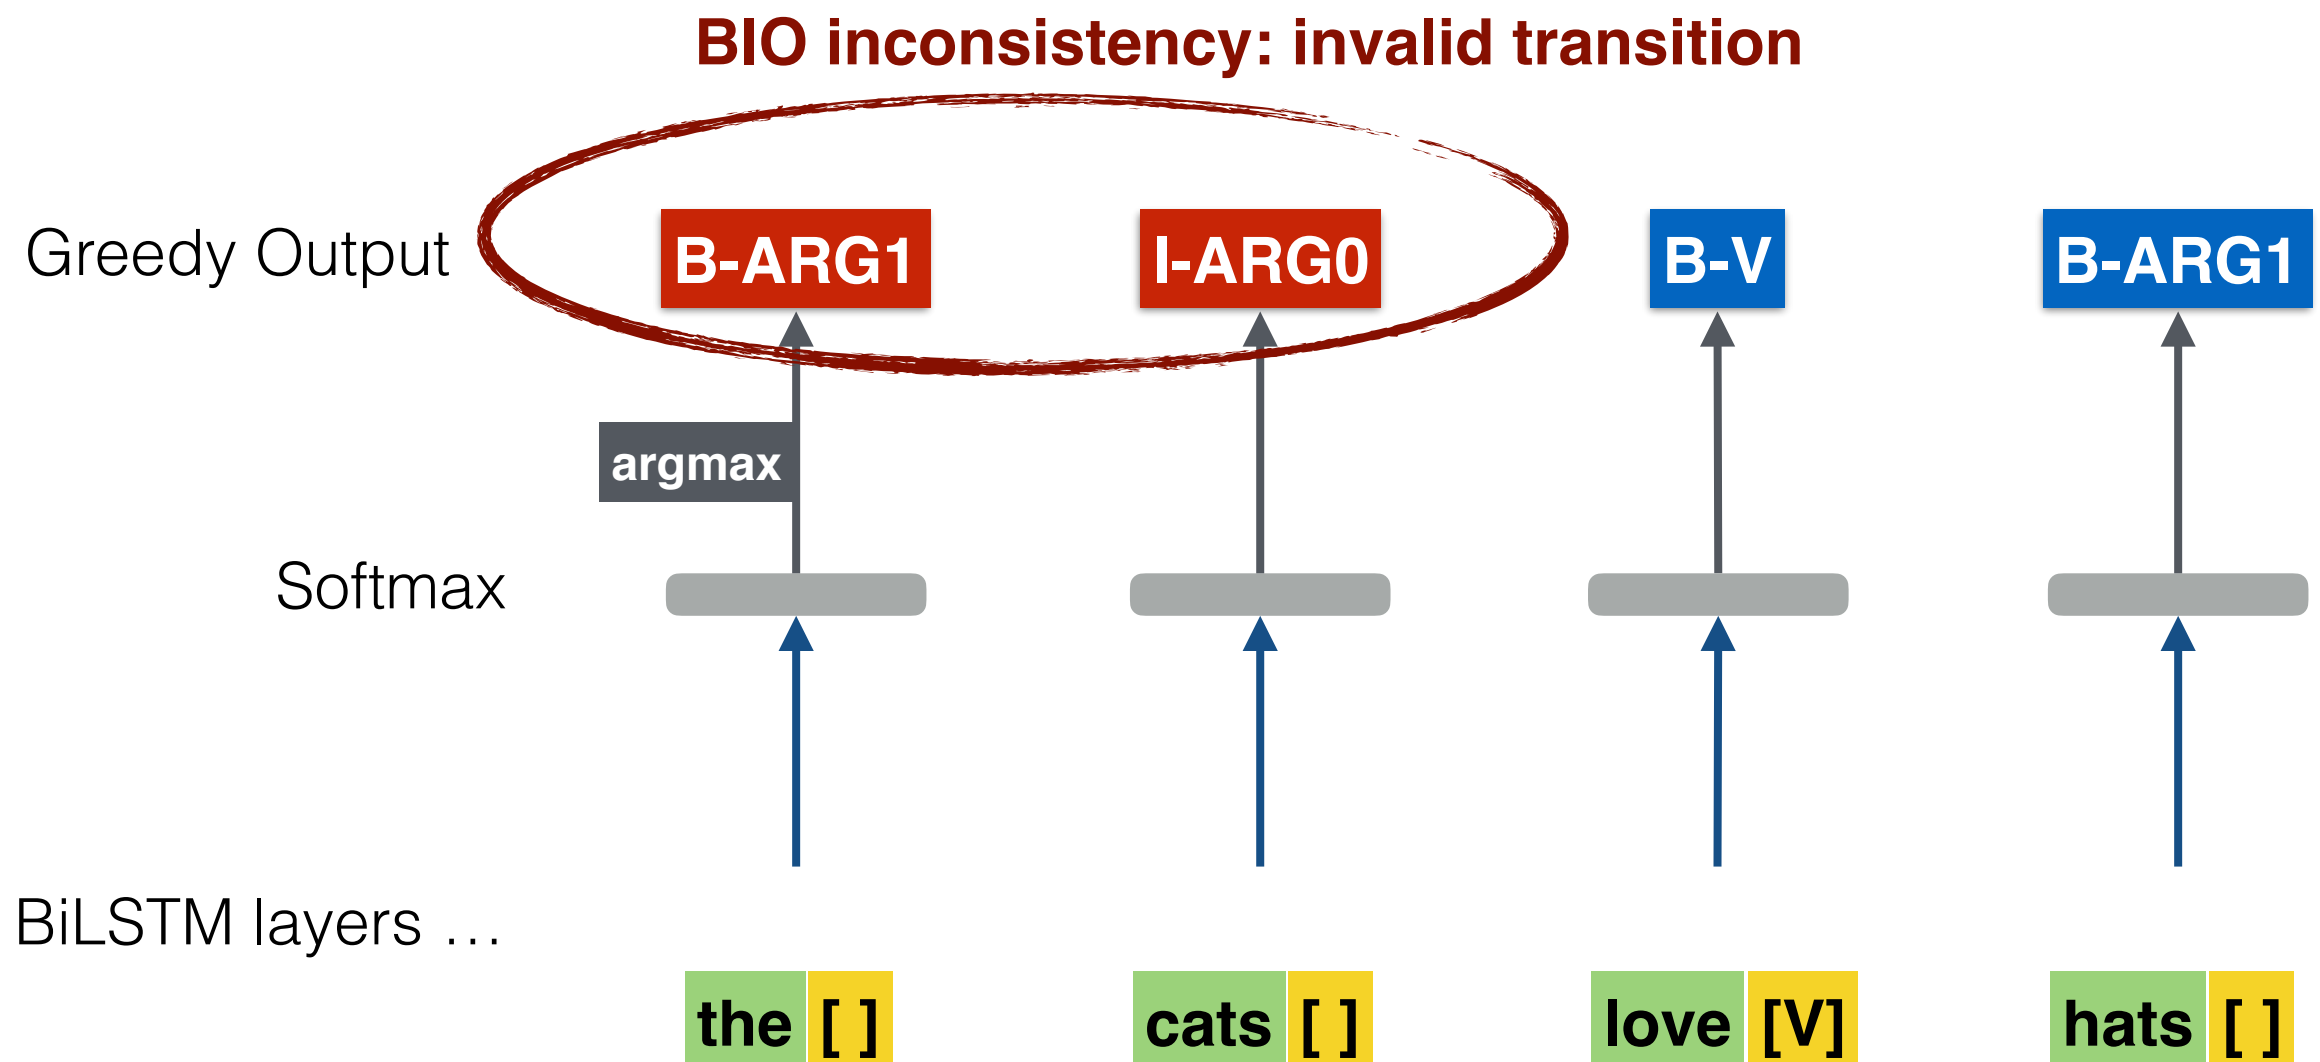 BIO inconsistency: invalid transition
Greedy Output B-ARG1 I-ARG0 B-V B-ARG1
argmax
Softmax
BiLSTM layers …
the [ ] cats [ ] love [V] hats [ ]